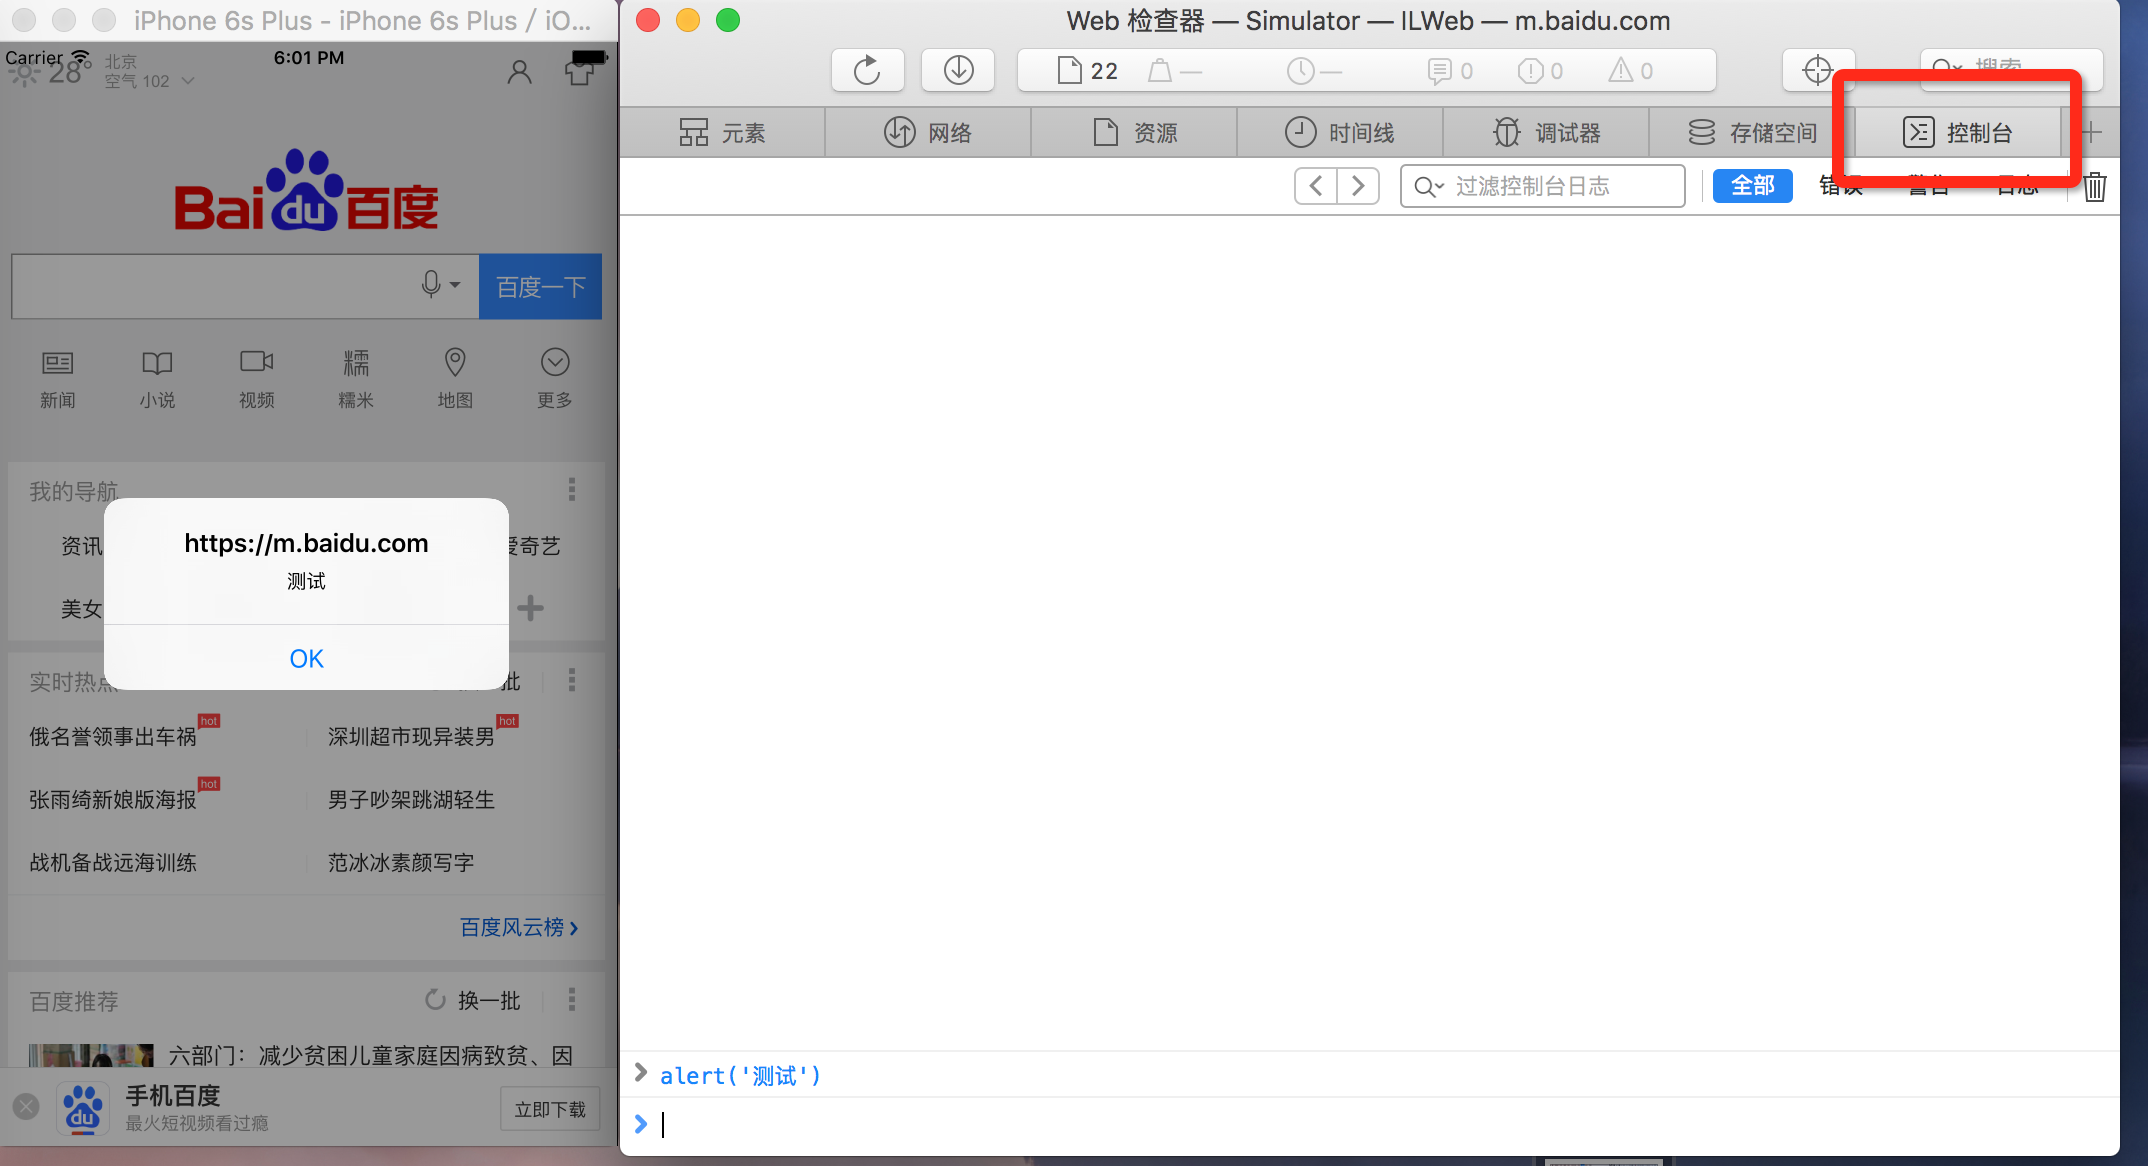 iPhone 6s Plus - iPhone 6s Plus / iO...
Carrier
6:01 PM
28°
北京
空气 102
Bai du 百度
百度一下
新闻
小说
视频
糯米
地图
更多
我的导航
资讯
爱奇艺
美女
https://m.baidu.com
测试
OK
实时热点
批
俄名誉领事出车祸 hot
深圳超市现异装男 hot
张雨绮新娘版海报 hot
男子吵架跳湖轻生
战机备战远海训练
范冰冰素颜写字
百度风云榜 ›
百度推荐
换一批
六部门：减少贫困儿童家庭因病致贫、因
du
手机百度
最火短视频看过瘾
立即下载
Web 检查器 — Simulator — ILWeb — m.baidu.com
22
—
—
0
0
0
搜索
元素
网络
资源
时间线
调试器
存储空间
控制台
过滤控制台日志
全部
错误
警告
日志
alert('测试')